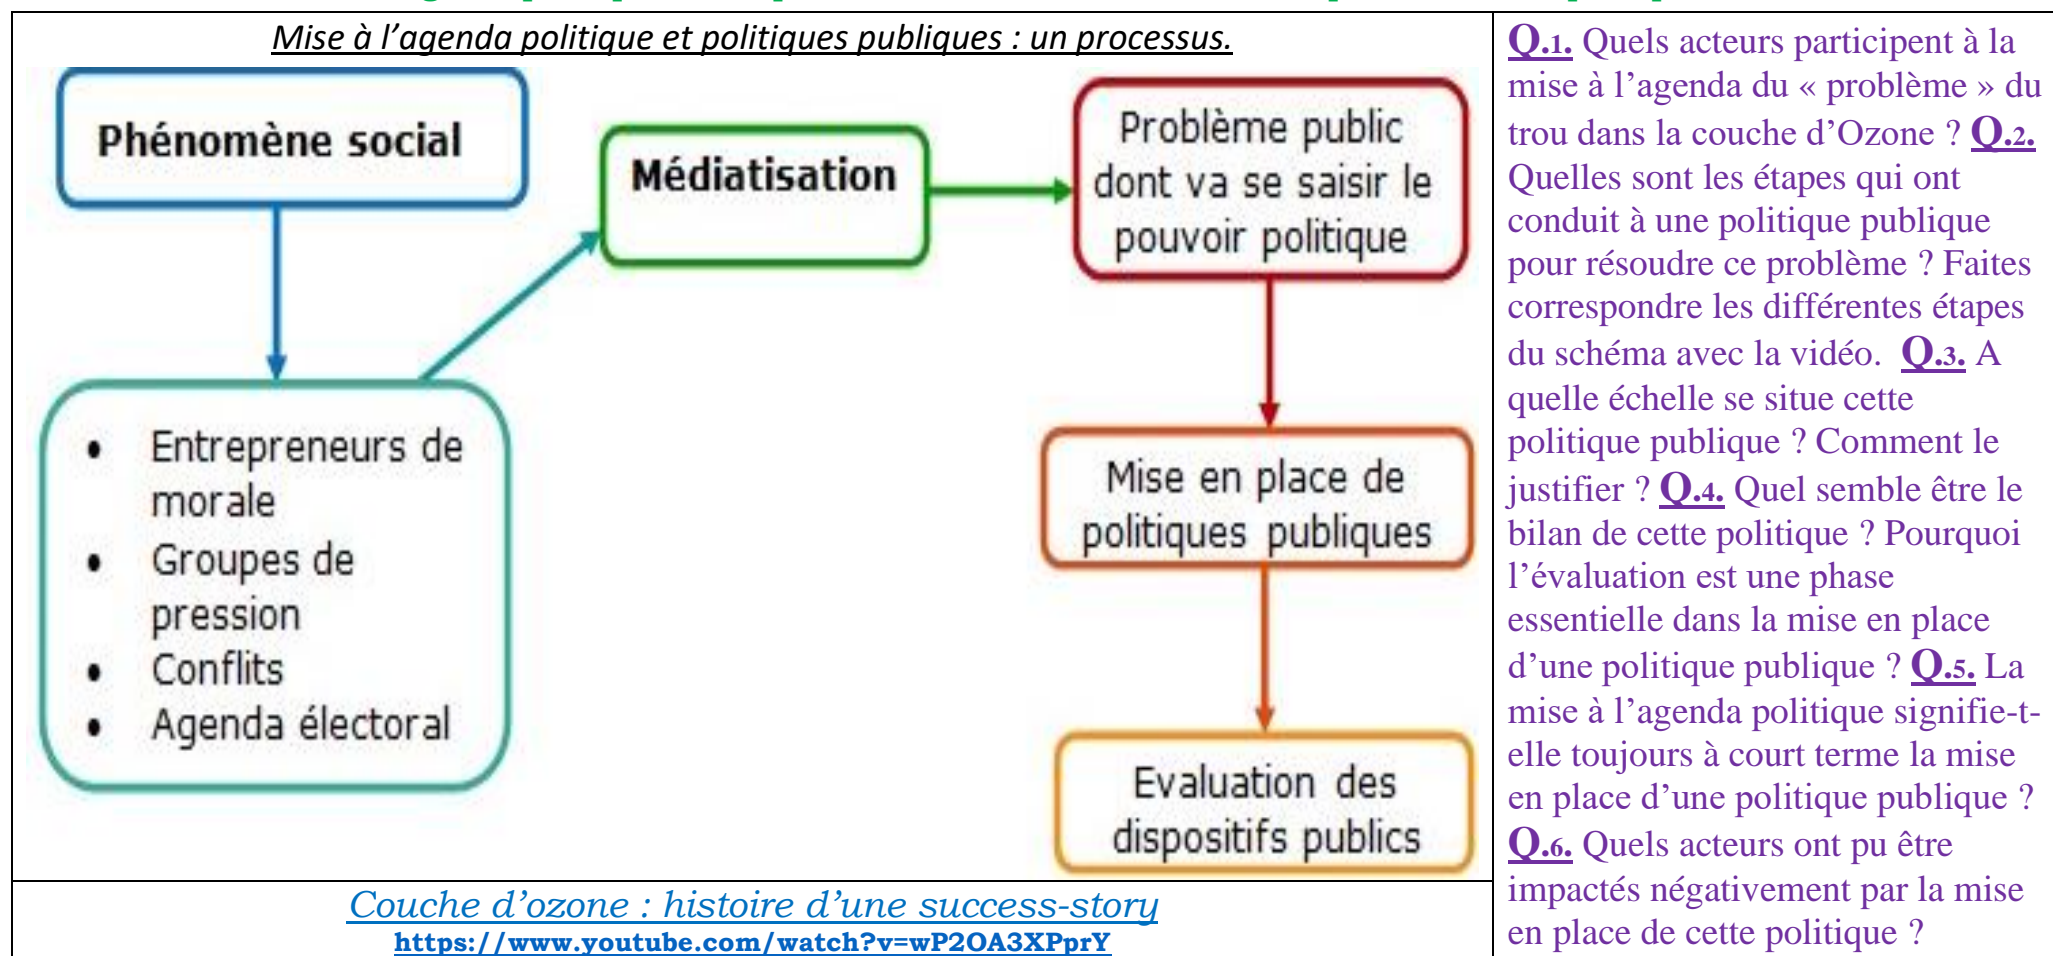 Mise à l’agenda politique et politiques publiques : un processus.
Phénomène social
Médiatisation
Problème public
dont va se saisir le
pouvoir politique
• Entrepreneurs de
morale
• Groupes de
pression
• Conflits
• Agenda électoral
Mise en place de
politiques publiques
Evaluation des
dispositifs publics
Couche d’ozone : histoire d’une success-story
https://www.youtube.com/watch?v=wP2OA3XPprY
Q.1. Quels acteurs participent à la
mise à l’agenda du « problème » du
trou dans la couche d’Ozone ? Q.2.
Quelles sont les étapes qui ont
conduit à une politique publique
pour résoudre ce problème ? Faites
correspondre les différentes étapes
du schéma avec la vidéo. Q.3. A
quelle échelle se situe cette
politique publique ? Comment le
justifier ? Q.4. Quel semble être le
bilan de cette politique ? Pourquoi
l’évaluation est une phase
essentielle dans la mise en place
d’une politique publique ? Q.5. La
mise à l’agenda politique signifie-t-
elle toujours à court terme la mise
en place d’une politique publique ?
Q.6. Quels acteurs ont pu être
impactés négativement par la mise
en place de cette politique ?